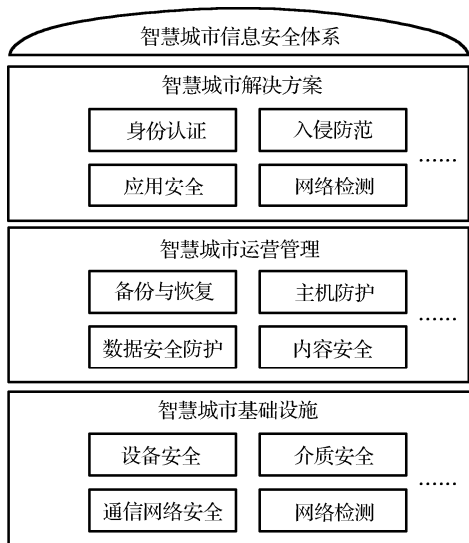 智慧城市信息安全体系
智慧城市解决方案
身份认证 入侵防范
应用安全 网络检测
……
智慧城市运营管理
备份与恢复 主机防护
数据安全防护 内容安全
……
智慧城市基础设施
设备安全 介质安全
通信网络安全 网络检测
……